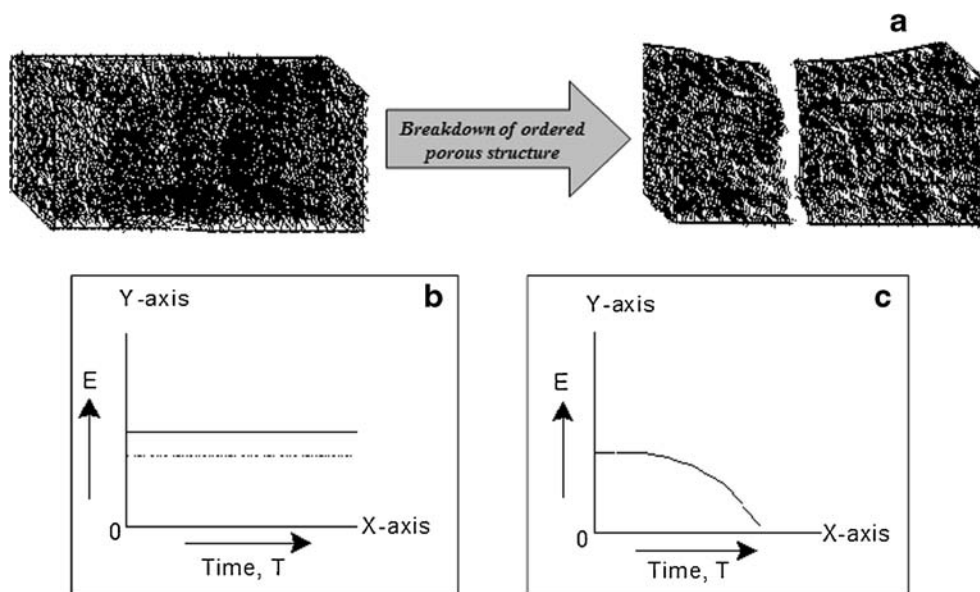 a
Breakdown of ordered
porous structure
b
Y-axis
E
0
X-axis
Time, T
c
Y-axis
E
0
X-axis
Time, T